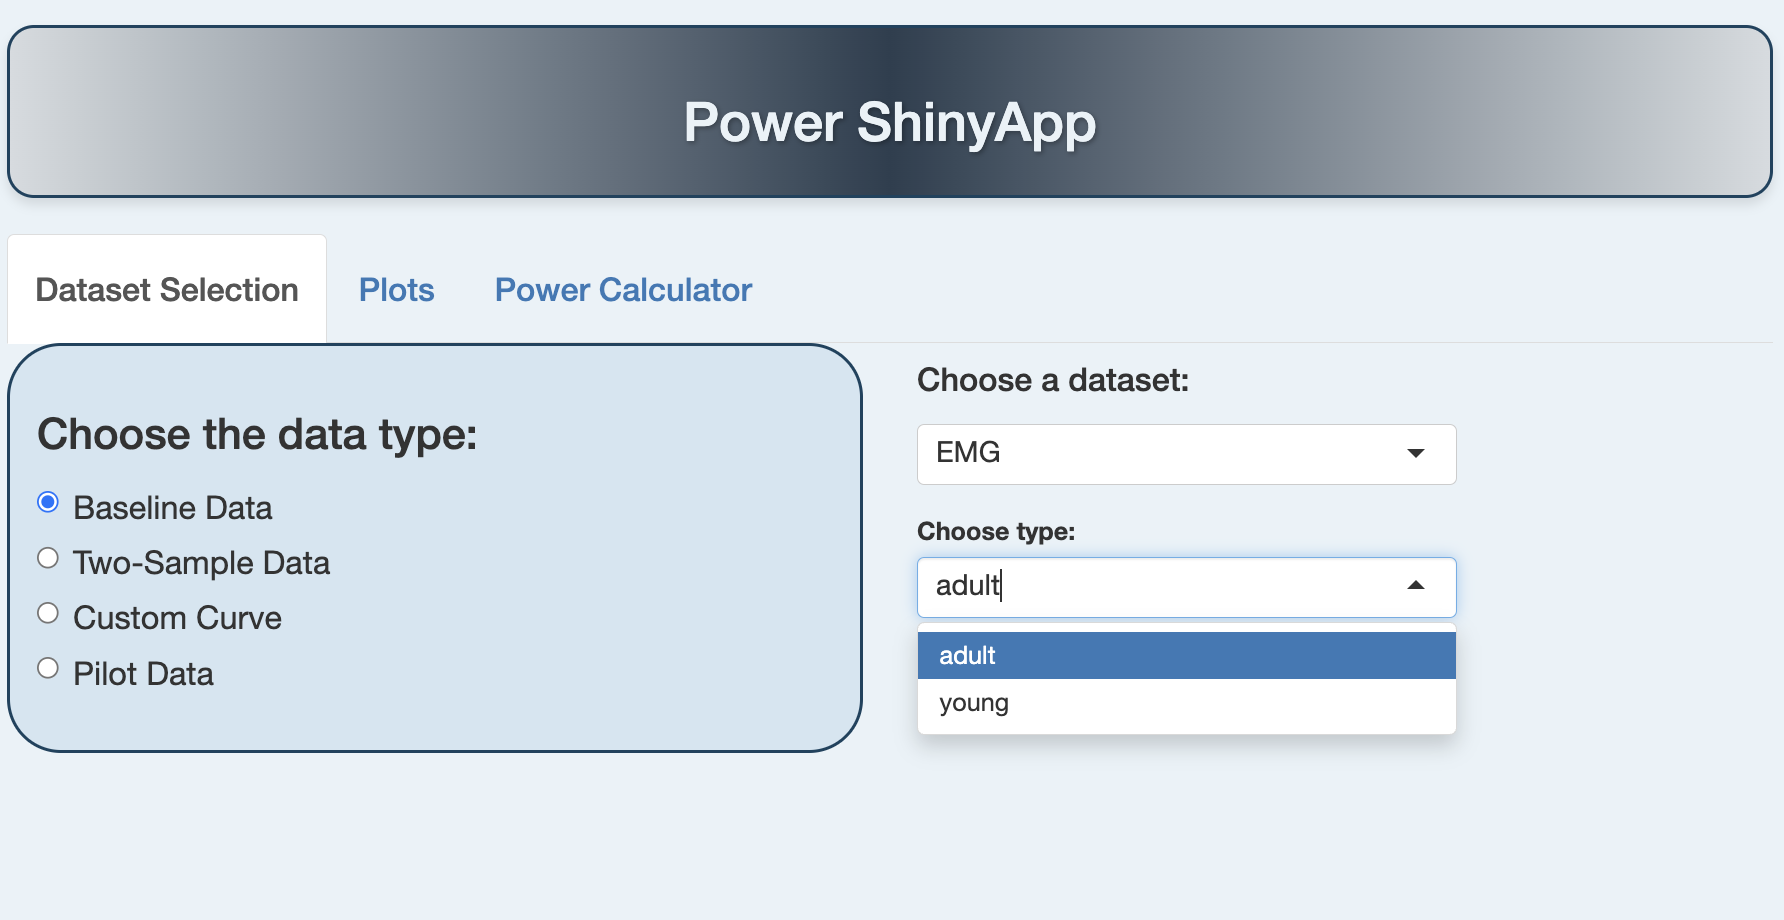 Power ShinyApp
Dataset Selection
Plots
Power Calculator
Choose the data type:
Baseline Data
Two-Sample Data
Custom Curve
Pilot Data
Choose a dataset:
EMG
Choose type:
adult
adult
young